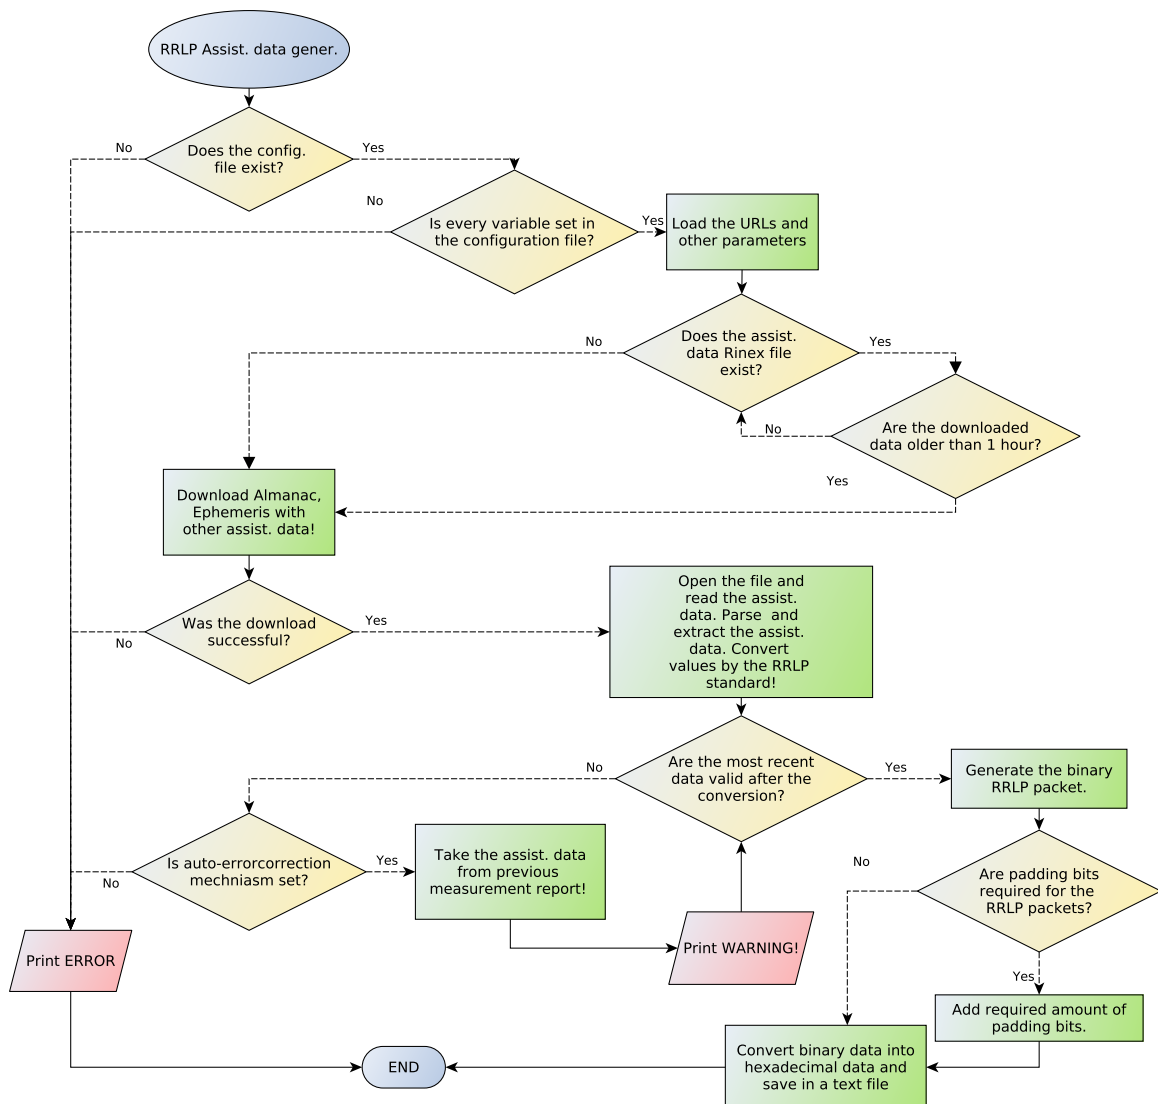 RRLP Assist. data gener.
Does the config.
file exist?
No
Yes
Is every variable set in
the configuration file?
No
Yes
Load the URLs and
other parameters
Does the assist.
data Rinex file
exist?
No
Yes
Are the downloaded
data older than 1 hour?
No
Yes
Download Almanac,
Ephemeris with
other assist. data!
Was the download
successful?
No
Yes
Open the file and
read the assist.
data. Parse and
extract the assist.
data. Convert
values by the RRLP
standard!
Are the most recent
data valid after the
conversion?
No
Yes
Generate the binary
RRLP packet.
Is auto-errorcorrection
mechniasm set?
No
Yes
Take the assist. data
from previous
measurement report!
Print WARNING!
Are padding bits
required for the
RRLP packets?
No
Yes
Print ERROR
Add required amount of
padding bits.
Convert binary data into
hexadecimal data and
save in a text file
END